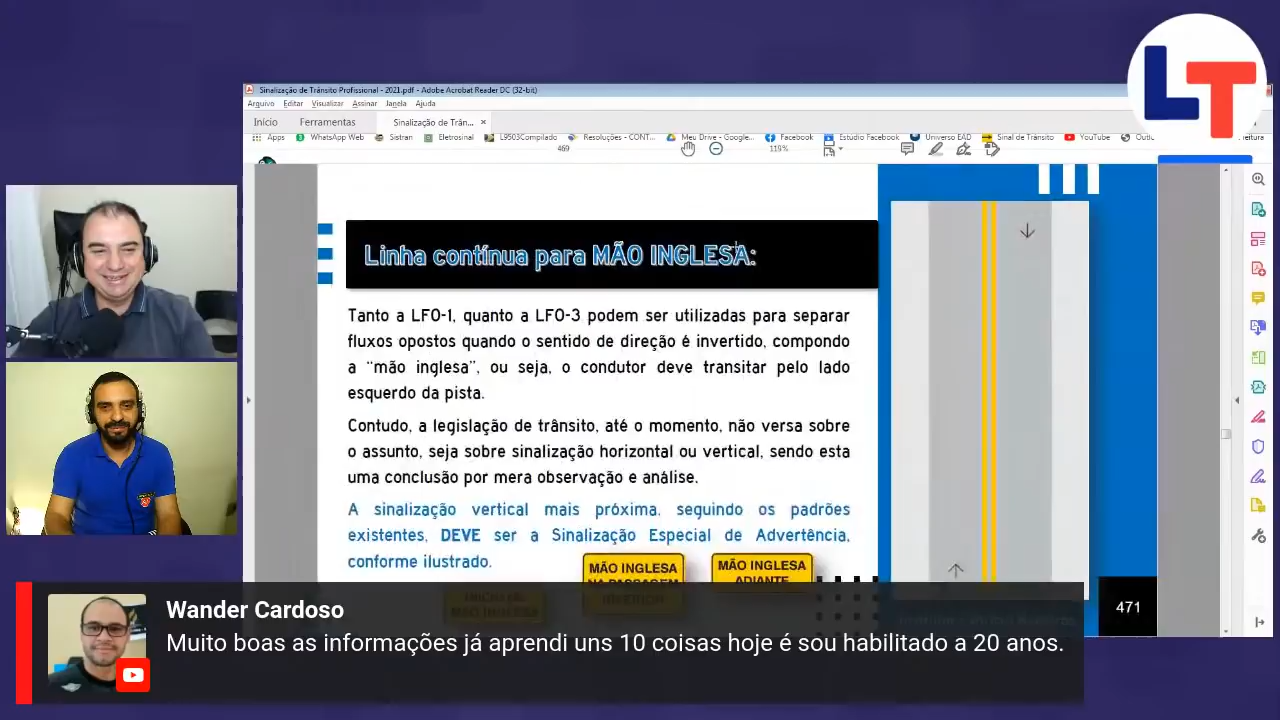 LT
Sinalização de Trânsito Profissional - 2021.pdf - Adobe Acrobat Reader DC (32-bit)
Arquivo Editar Visualizar Assinar Janela Ajuda
Início Ferramentas Sinalização de Trân... ×
Apps WhatsApp Web Sistran Eletrosinal L9503Compilado Resoluções - CONT... Meu Drive - Google... Facebook Estúdio Facebook Universo EAD Sinal de Trânsito YouTube
469 119%
Linha contínua para MÃO INGLESA:
Tanto a LFO-1, quanto a LFO-3 podem ser utilizadas para separar
fluxos opostos quando o sentido de direção é invertido, compondo
a “mão inglesa”, ou seja, o condutor deve transitar pelo lado
esquerdo da pista.
Contudo, a legislação de trânsito, até o momento, não versa sobre
o assunto, seja sobre sinalização horizontal ou vertical, sendo esta
uma conclusão por mera observação e análise.
A sinalização vertical mais próxima, seguindo os padrões
existentes, DEVE ser a Sinalização Especial de Advertência,
conforme ilustrado.
MÃO INGLESA
NA PASSAGEM
MÃO INGLESA
ADIANTE
471
Wander Cardoso
Muito boas as informações já aprendi uns 10 coisas hoje é sou habilitado a 20 anos.